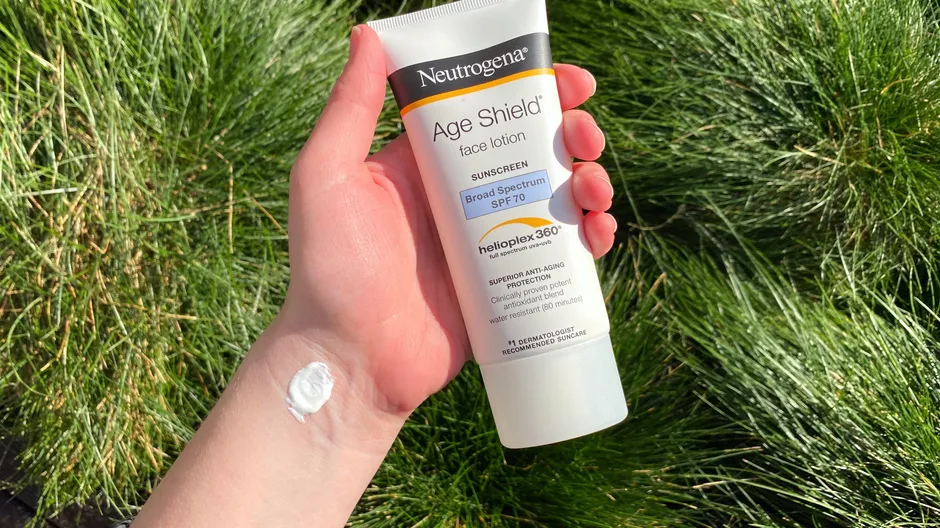 Neutrogena®
Age Shield®
face lotion
SUNSCREEN
Broad Spectrum
SPF 70
helioplex 360®
full spectrum uva•uvb
SUPERIOR ANTI-AGING
PROTECTION
Clinically proven potent
antioxidant blend
water resistant (80 minutes)
#1 DERMATOLOGIST
RECOMMENDED SUNCARE